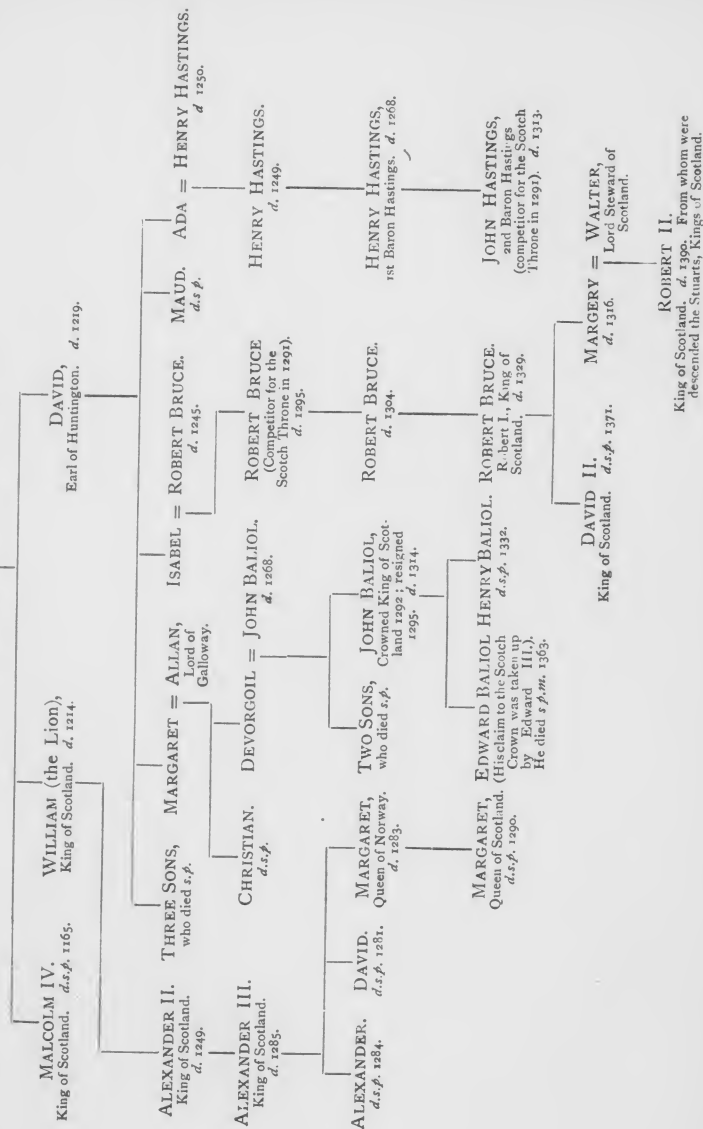 MALCOLM IV.
King of Scotland. d.s.p. 1165.
WILLIAM (the Lion),
King of Scotland. d. 1214.
DAVID,
Earl of Huntington. d. 1219.
ALEXANDER II.
King of Scotland.
d. 1249.
THREE SONS,
who died s.p.
MARGARET = ALLAN,
Lord of
Galloway.
ISABEL = ROBERT BRUCE.
d. 1245.
MAUD.
d.s.p.
ADA = HENRY HASTINGS.
d 1250.
ALEXANDER III.
King of Scotland
d. 1285.
CHRISTIAN.
d.s.p.
DEVORGOIL = JOHN BALIOL.
d. 1268.
ROBERT BRUCE
(Competitor for the
Scotch Throne in 1291).
d. 1295.
HENRY HASTINGS.
d. 1249.
ALEXANDER.
d.s.p. 1284.
DAVID.
d.s.p. 1281.
MARGARET,
Queen of Norway.
d. 1283.
TWO SONS,
who died s.p.
JOHN BALIOL,
Crowned King of Scot-
land 1292; resigned
1295. d. 1314.
ROBERT BRUCE.
d. 1304.
HENRY HASTINGS,
1st Baron Hastings. d. 1268.
MARGARET,
Queen of Scotland.
d.s.p. 1290.
EDWARD BALIOL
(His claim to the Scotch
Crown was taken up
by Edward III.).
He died s p.m. 1363.
HENRY BALIOL.
d.s.p. 1332.
ROBERT BRUCE.
Robert I., King of
Scotland. d. 1329.
JOHN HASTINGS,
2nd Baron Hastings
(competitor for the Scotch
Throne in 1291). d. 1313.
DAVID II.
King of Scotland. d.s.p. 1371.
MARGERY = WALTER,
d. 1316.
Lord Steward of
Scotland.
ROBERT II.
King of Scotland. d. 1390. From whom were
descended the Stuarts, Kings of Scotland.